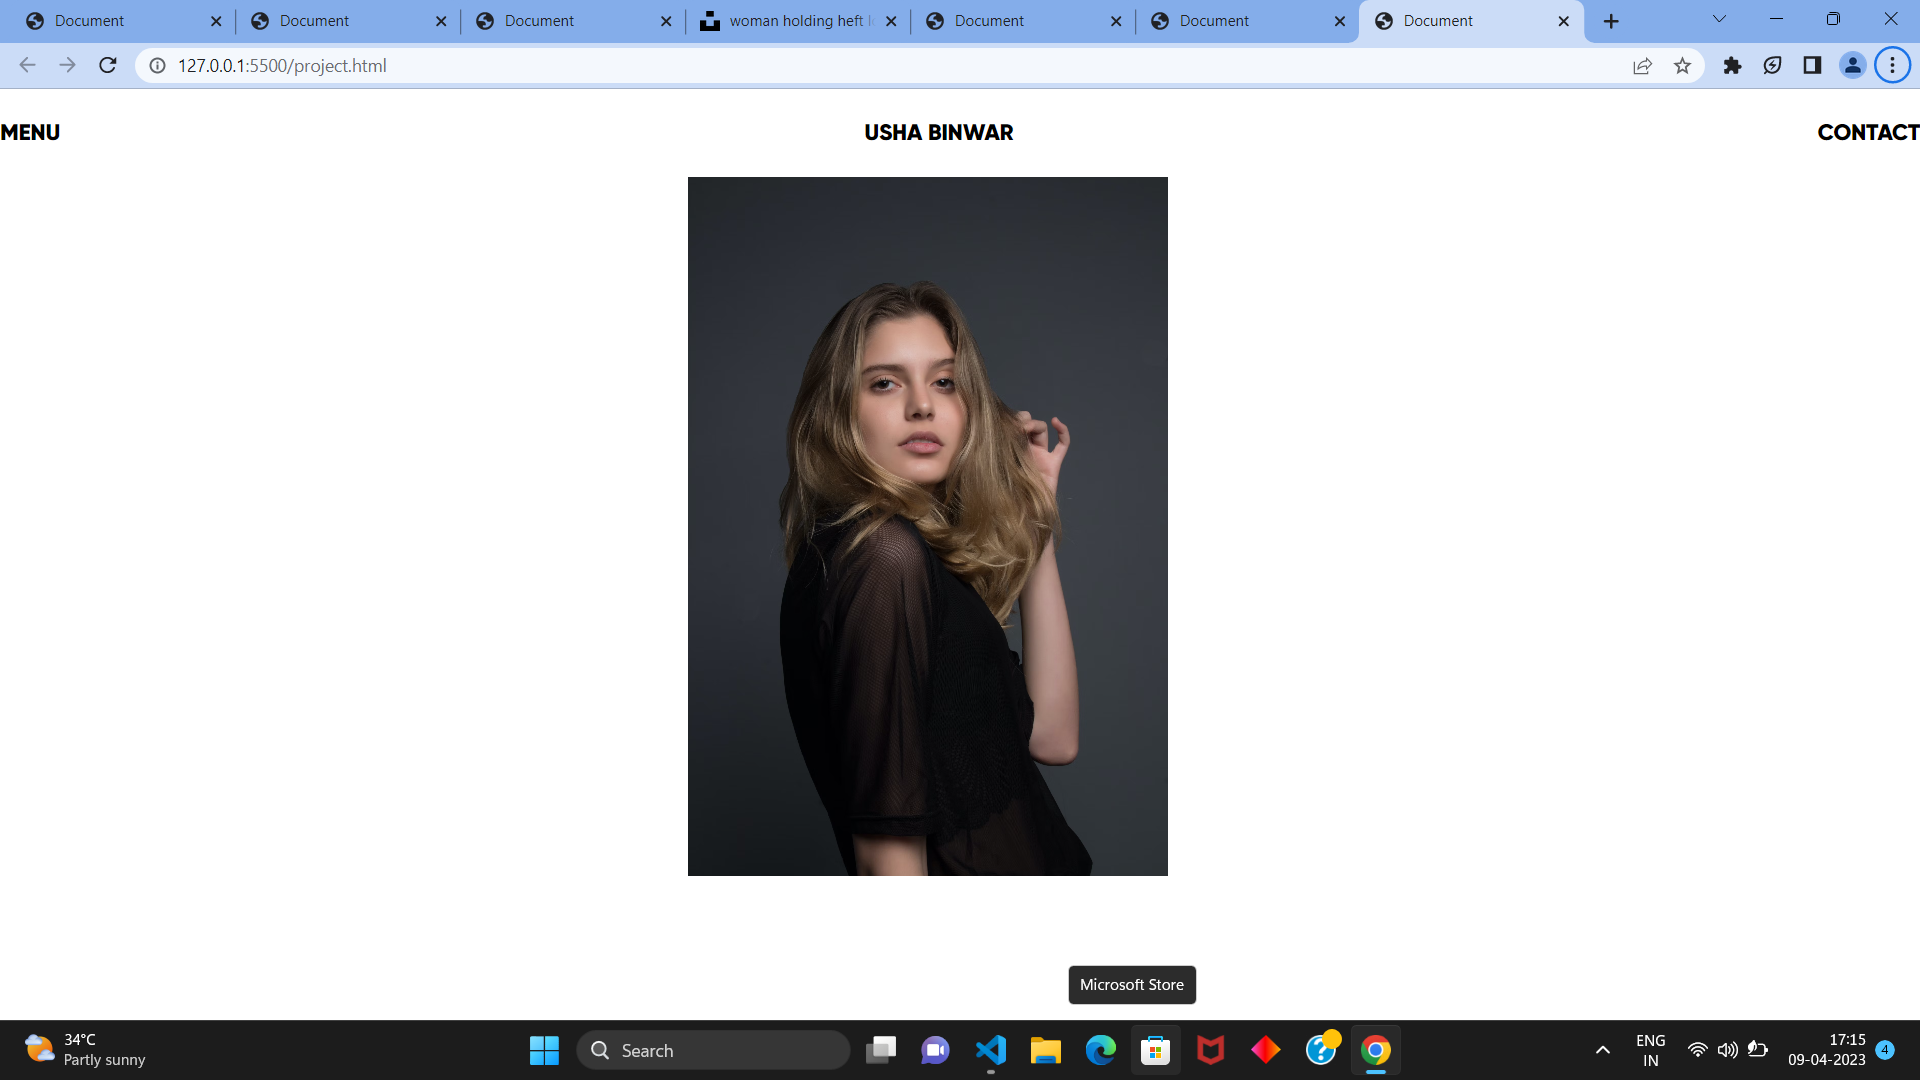 Document
Document
Document
woman holding heft
Document
Document
Document
127.0.0.1:5500/project.html
MENU
USHA BINWAR
CONTACT
Microsoft Store
34°C
Partly sunny
Search
ENG
IN
17:15
09-04-2023
4